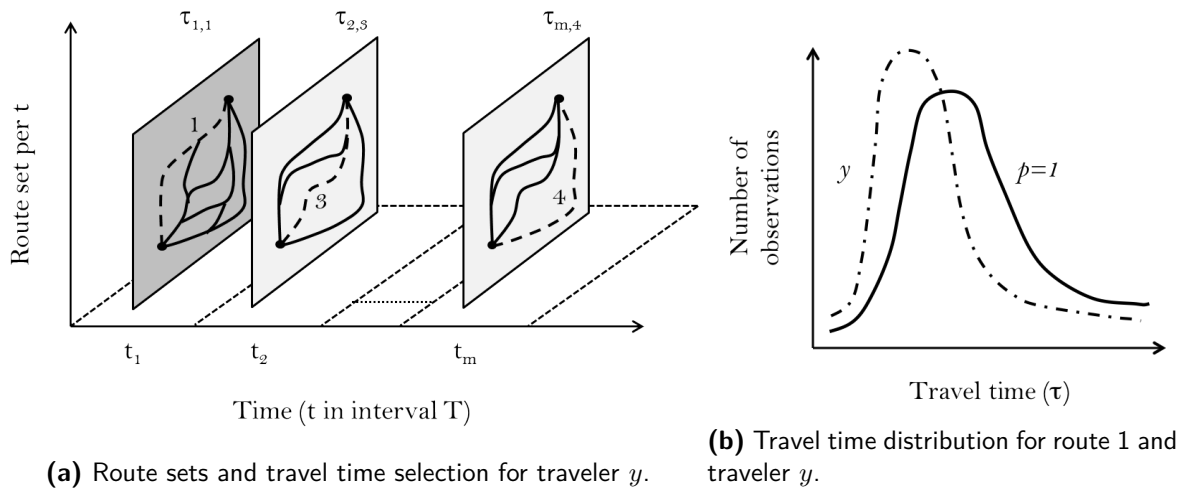 τ1,1
τ2,3
τm,4
Route set per t
1
3
4
t1
t2
tm
Time (t in interval T)
(a) Route sets and travel time selection for traveler y.
Number of
observations
y
p=1
Travel time (τ)
(b) Travel time distribution for route 1 and
traveler y.